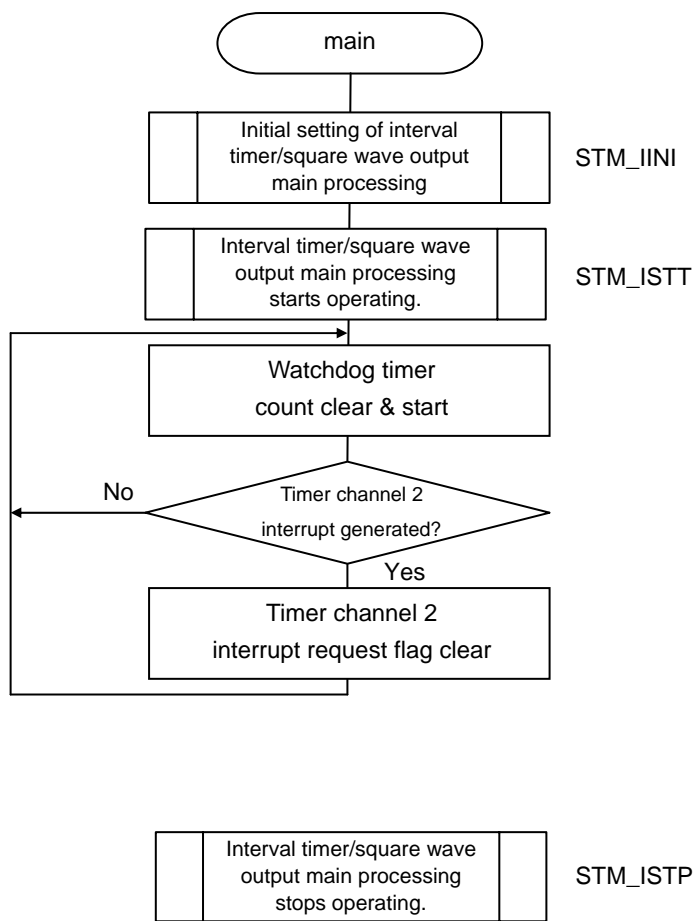 main
Initial setting of interval
timer/square wave output
main processing
STM_IINI
Interval timer/square wave
output main processing
starts operating.
STM_ISTT
Watchdog timer
count clear & start
No
Timer channel 2
interrupt generated?
Yes
Timer channel 2
interrupt request flag clear
Interval timer/square wave
output main processing
stops operating.
STM_ISTP